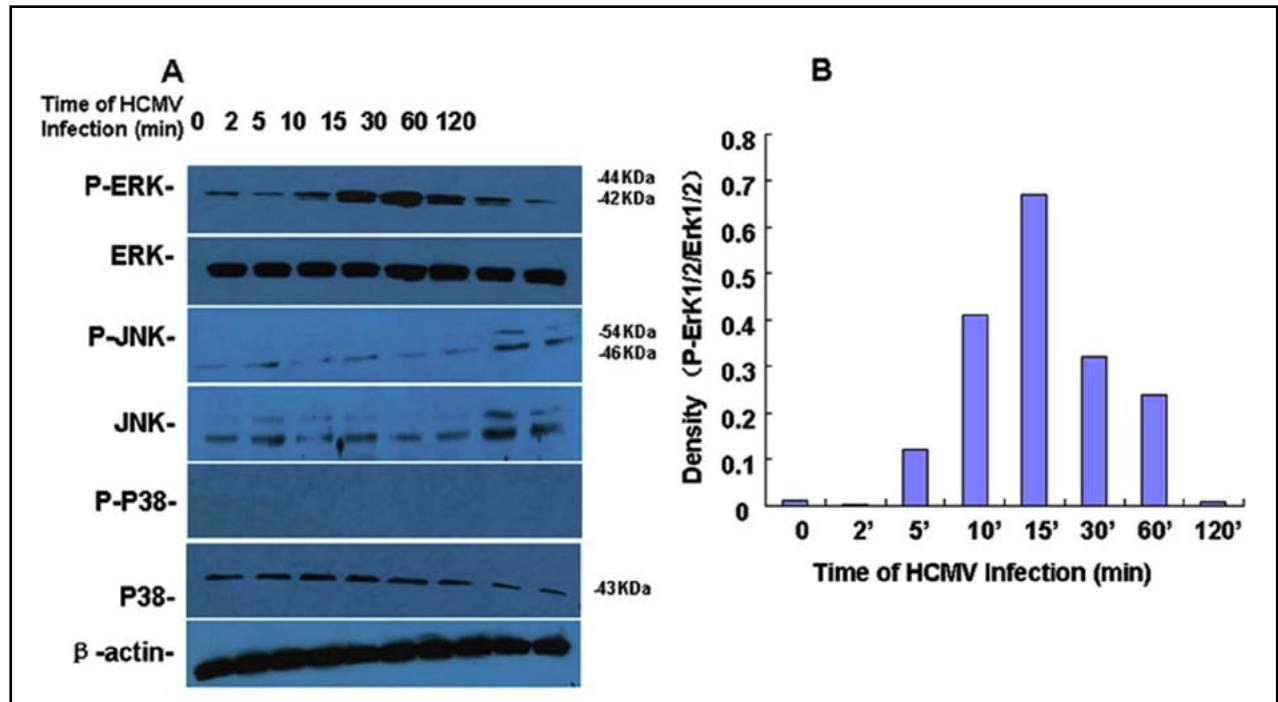 A
Time of HCMV
Infection (min) 0 2 5 10 15 30 60 120
P-ERK-
-44KDa
-42KDa
ERK-
P-JNK-
-54KDa
-46KDa
JNK-
P-P38-
P38-
-43KDa
β-actin-
B
Density (P-ErK1/2/Erk1/2)
0.8
0.7
0.6
0.5
0.4
0.3
0.2
0.1
0
0 2’ 5’ 10’ 15’ 30’ 60’ 120’
Time of HCMV Infection (min)